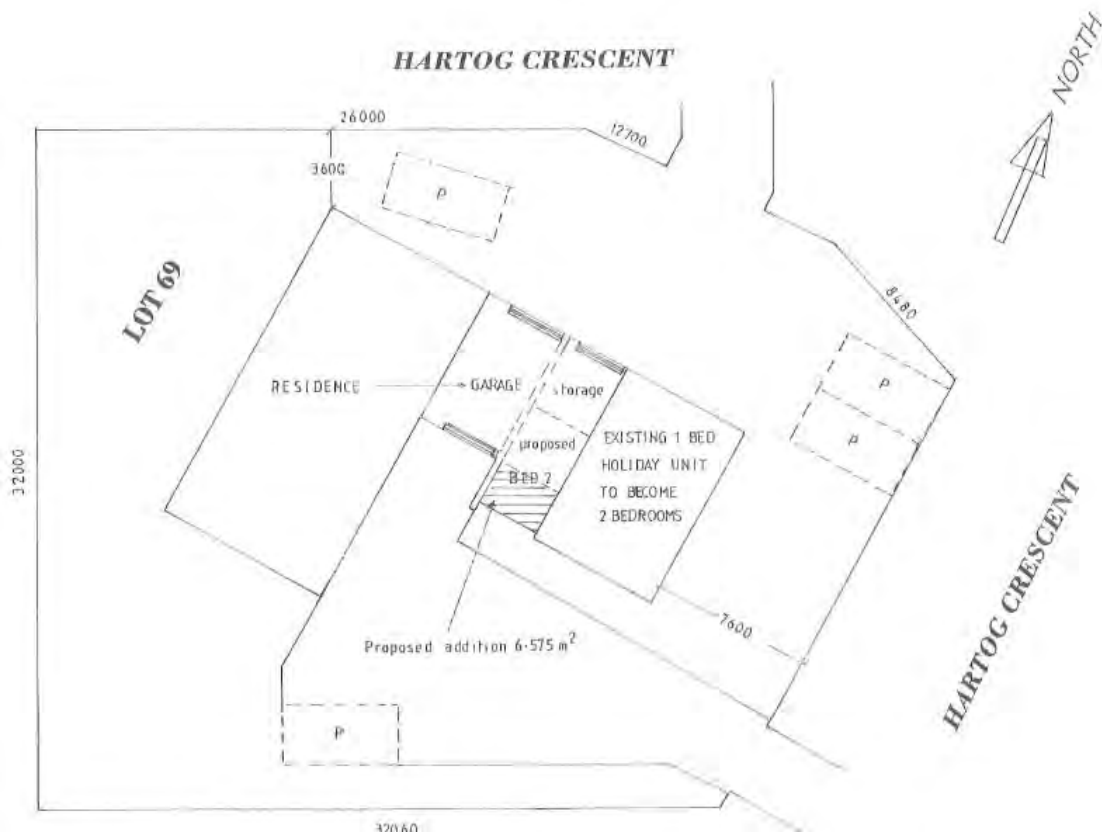 HARTOG CRESCENT
NORTH
26000
12700
3600
P
LOT 69
8480
RESIDENCE
GARAGE
storage
P
P
proposed
BED 2
EXISTING 1 BED
HOLIDAY UNIT
TO BECOME
2 BEDROOMS
32000
7600
HARTOG CRESCENT
Proposed addition 6·575 m²
P
32060